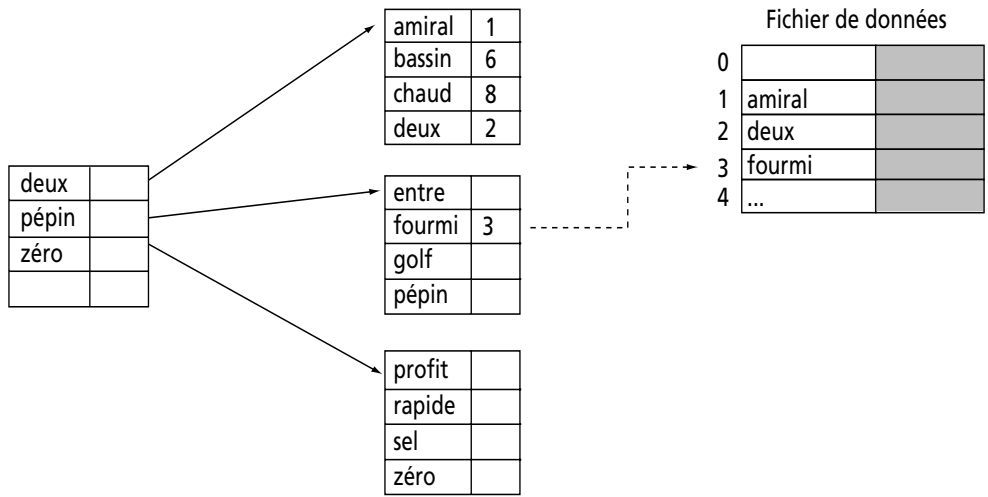 deux
pépin
zéro
amiral 1
bassin 6
chaud 8
deux 2
entre
fourmi 3
golf
pépin
profit
rapide
sel
zéro
Fichier de données
0
1 amiral
2 deux
3 fourmi
4 ...